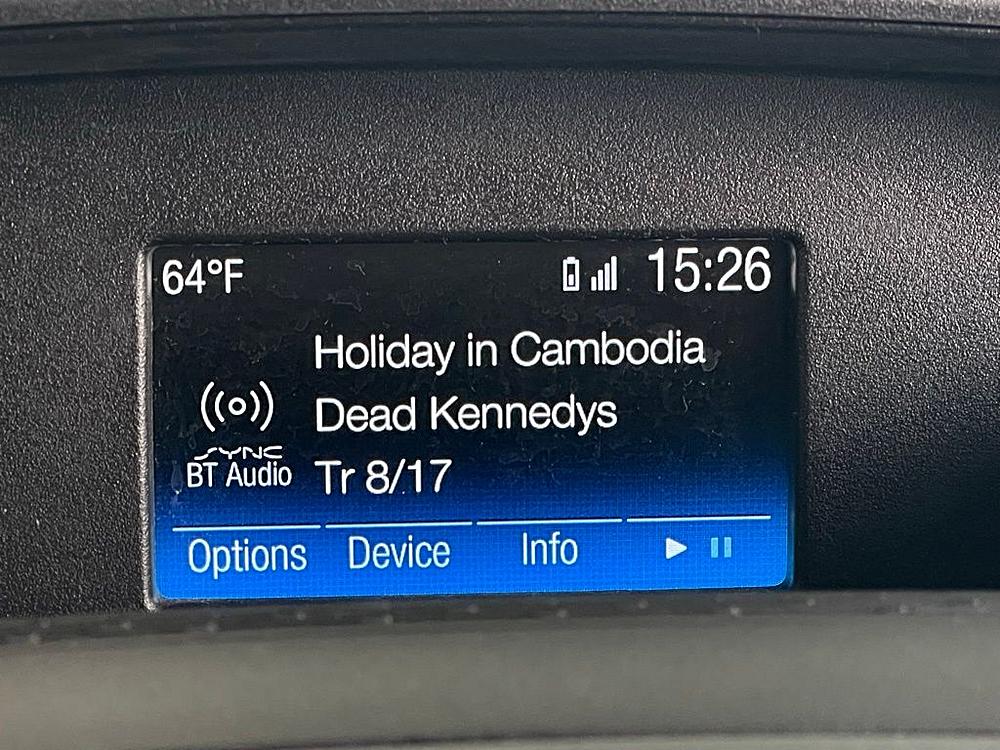 64°F 15:26
Holiday in Cambodia
Dead Kennedys
SYNC
BT Audio Tr 8/17
Options Device Info